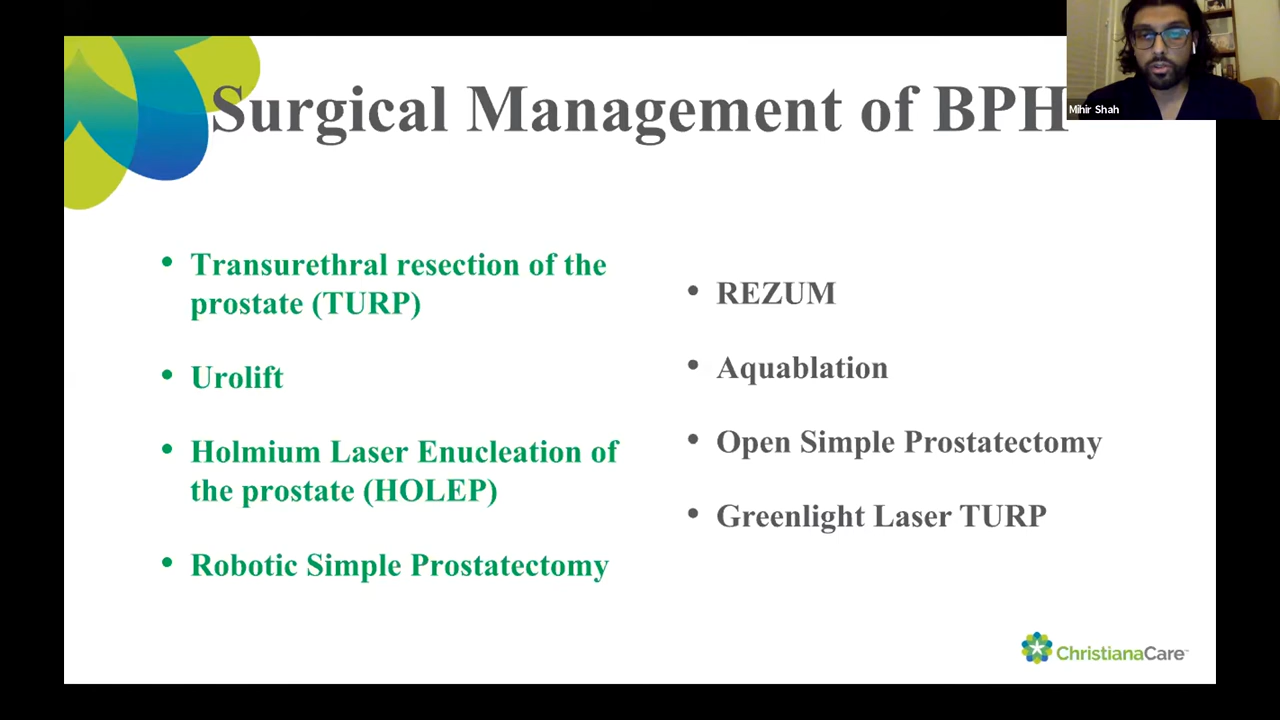 Surgical Management of BPH
Mihir Shah
• Transurethral resection of the
prostate (TURP)
• Urolift
• Holmium Laser Enucleation of
the prostate (HOLEP)
• Robotic Simple Prostatectomy
• REZUM
• Aquablation
• Open Simple Prostatectomy
• Greenlight Laser TURP
ChristianaCare™